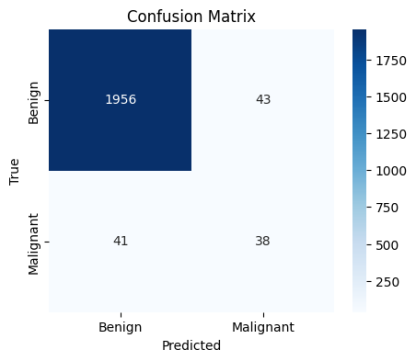 Confusion Matrix
Benign
1956
43
Malignant
41
38
True
Benign
Malignant
Predicted
1750
1500
1250
1000
750
500
250